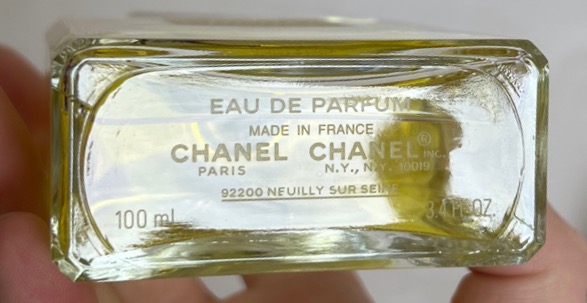 EAU DE PARFUM
MADE IN FRANCE
CHANEL CHANEL® INC.
PARIS N.Y., N.Y. 10019
92200 NEUILLY SUR SEINE
100 ml 3.4 FL. OZ.